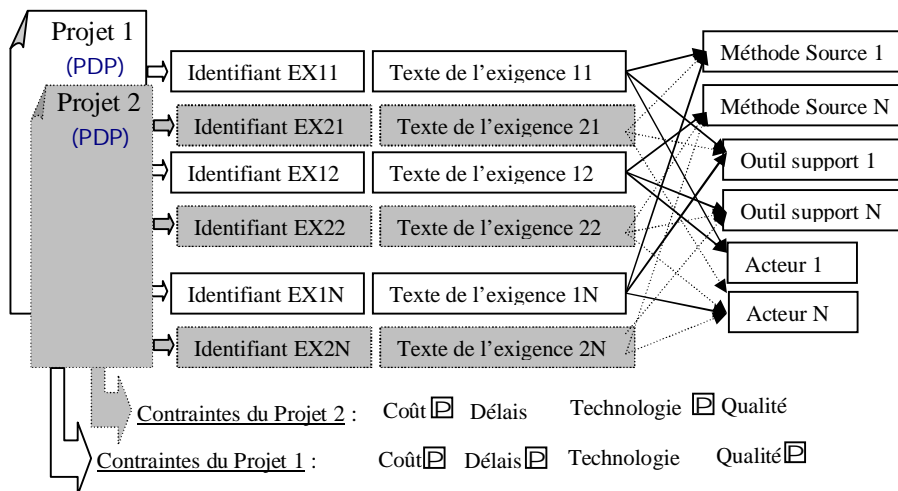 Projet 1
(PDP)
Projet 2
(PDP)
Identifiant EX11 Texte de l'exigence 11
Identifiant EX21 Texte de l'exigence 21
Identifiant EX12 Texte de l'exigence 12
Identifiant EX22 Texte de l'exigence 22
Identifiant EX1N Texte de l'exigence 1N
Identifiant EX2N Texte de l'exigence 2N
Méthode Source 1
Méthode Source N
Outil support 1
Outil support N
Acteur 1
Acteur N
Contraintes du Projet 2 : Coût P Délais Technologie P Qualité
Contraintes du Projet 1 : Coût P Délais P Technologie Qualité P